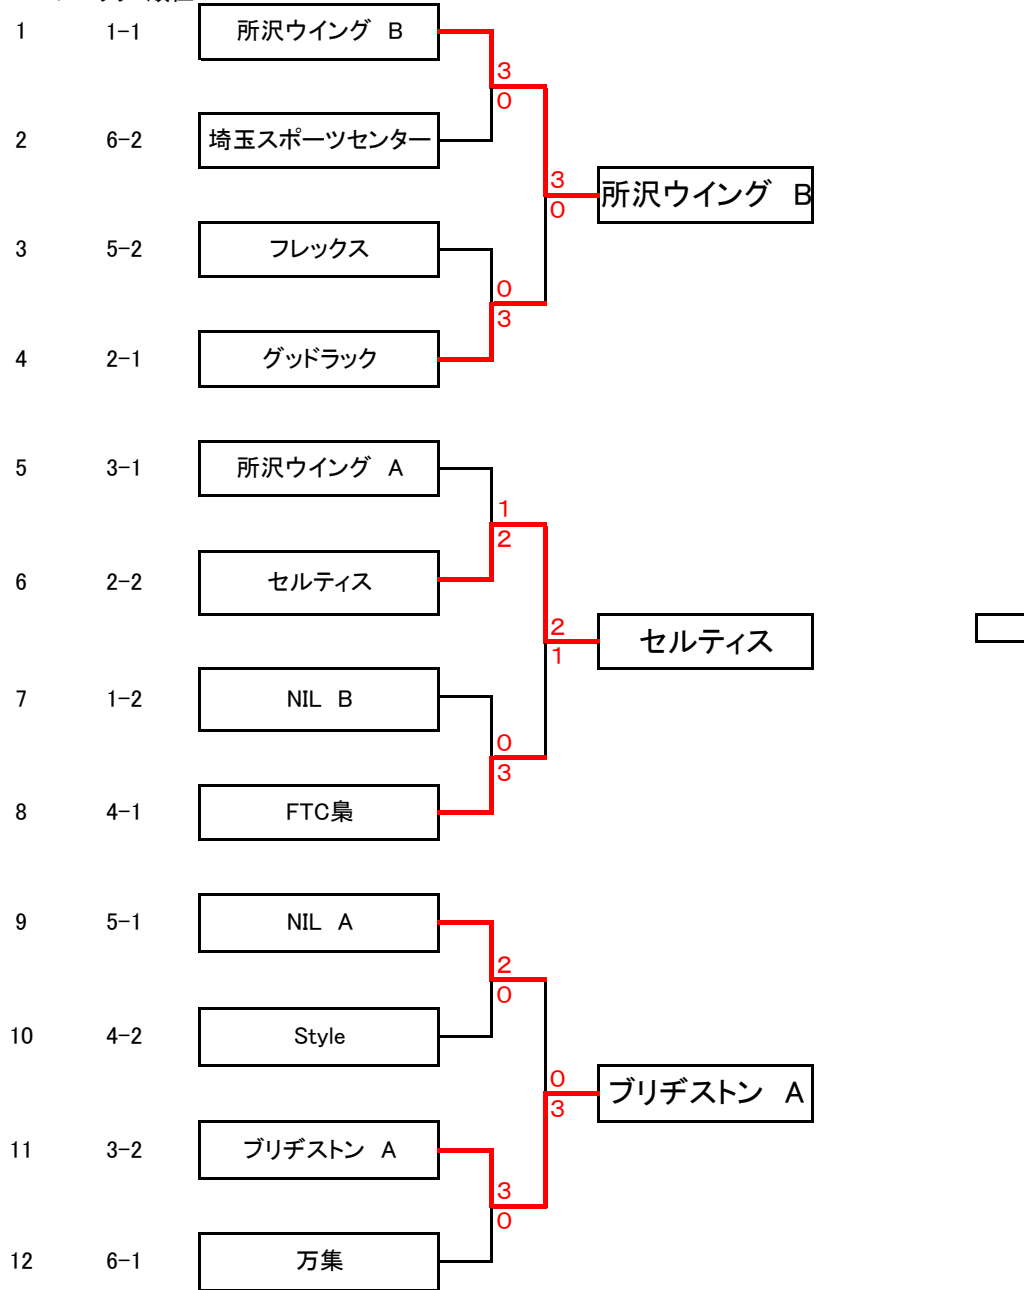 1 1-1 所沢ウイング B
3
0
2 6-2 埼玉スポーツセンター
3
0
所沢ウイング B
3 5-2 フレックス
0
3
4 2-1 グッドラック
5 3-1 所沢ウイング A
1
2
6 2-2 セルティス
2
1
セルティス
7 1-2 NIL B
0
3
8 4-1 FTC梟
9 5-1 NIL A
2
0
10 4-2 Style
0
3
ブリヂストン A
11 3-2 ブリヂストン A
3
0
12 6-1 万集